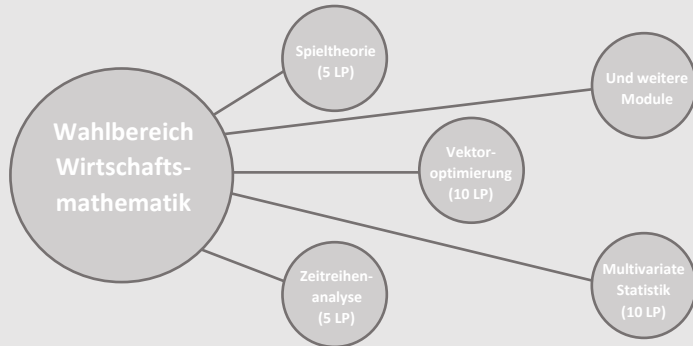 Wahlbereich
Wirtschafts-
mathematik
Spieltheorie
(5 LP)
Und weitere
Module
Vektor-
optimierung
(10 LP)
Zeitreihen-
analyse
(5 LP)
Multivariate
Statistik
(10 LP)